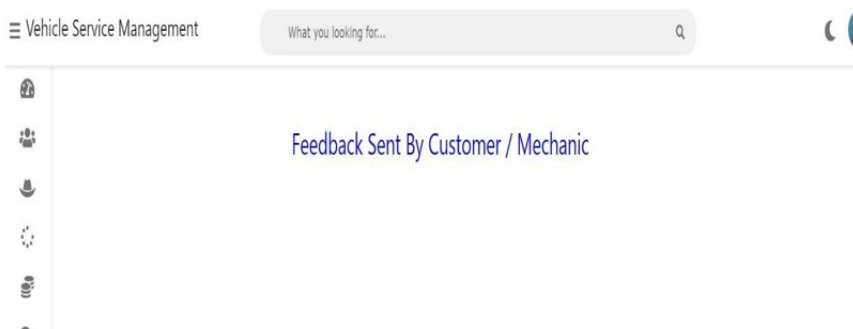 Vehicle Service Management
What you looking for...
Feedback Sent By Customer / Mechanic